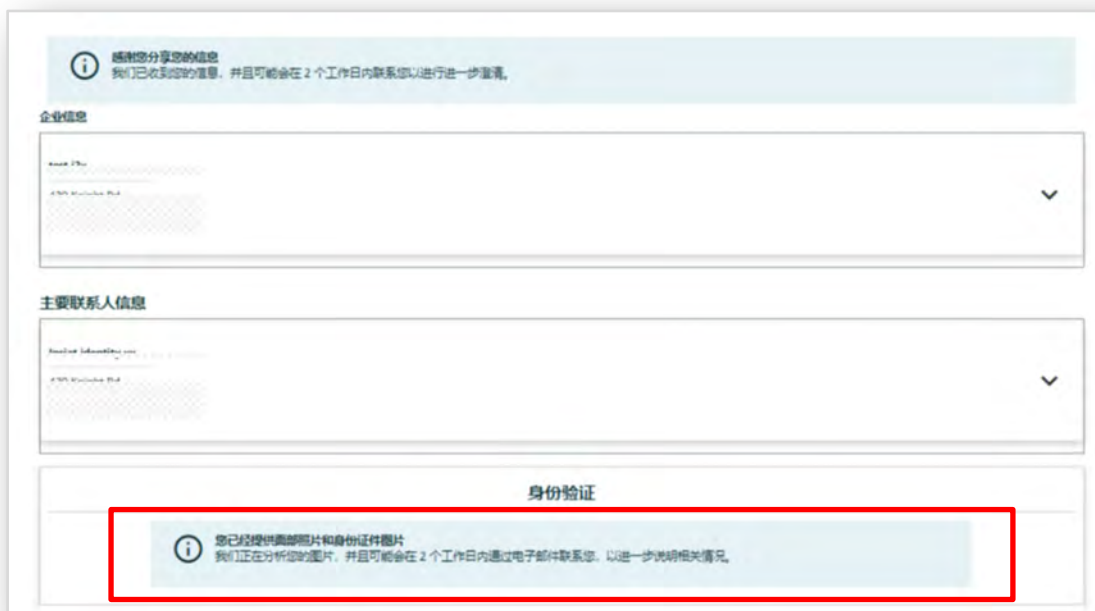 感谢您分享您的信息
我们已收到您的信息，并且可能会在 2 个工作日内联系您以进行进一步澄清。
企业信息
主要联系人信息
身份验证
您已经提供面部照片和身份证件图片
我们正在分析您的图片，并且可能会在 2 个工作日内通过电子邮件联系您，以进一步说明相关情况。